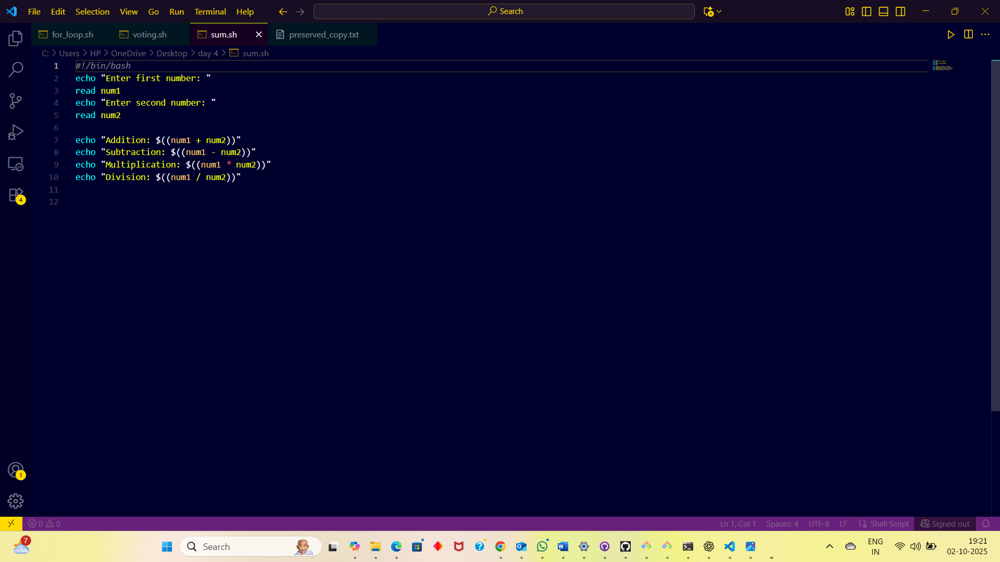 File Edit Selection View Go Run Terminal Help
Search
for_loop.sh voting.sh sum.sh preserved_copy.txt
C: > Users > HP > OneDrive > Desktop > day 4 > sum.sh
1 #!/bin/bash
2 echo "Enter first number: "
3 read num1
4 echo "Enter second number: "
5 read num2
6
7 echo "Addition: $((num1 + num2))"
8 echo "Subtraction: $((num1 - num2))"
9 echo "Multiplication: $((num1 * num2))"
10 echo "Division: $((num1 / num2))"
11
12
4
1
0 0 Ln 1, Col 1 Spaces: 4 UTF-8 LF Shell Script Signed out
7 Search ENG 19:21
IN 02-10-2025